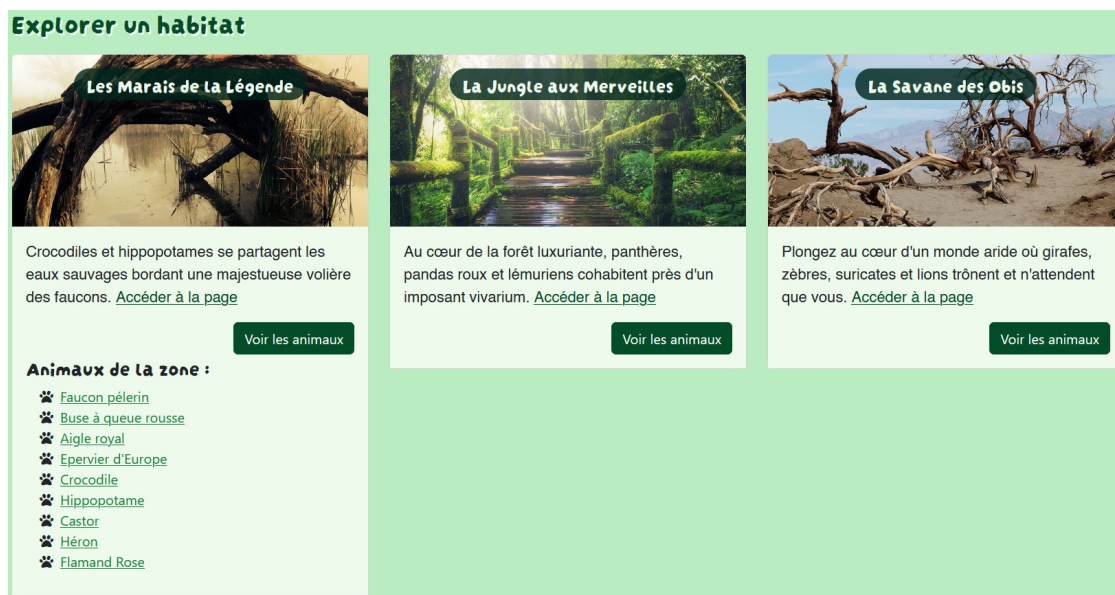 Explorer un habitat
Les Marais de la Légende
Crocodiles et hippopotames se partagent les
eaux sauvages bordant une majestueuse volière
des faucons. Accéder à la page
Voir les animaux
Animaux de la zone :
Faucon pélerin
Buse à queue rousse
Aigle royal
Epervier d'Europe
Crocodile
Hippopotame
Castor
Héron
Flamand Rose
La Jungle aux Merveilles
Au cœur de la forêt luxuriante, panthères,
pandas roux et lémuriens cohabitent près d'un
imposant vivarium. Accéder à la page
Voir les animaux
La Savane des Obis
Plongez au cœur d'un monde aride où girafes,
zèbres, suricates et lions trônent et n'attendent
que vous. Accéder à la page
Voir les animaux